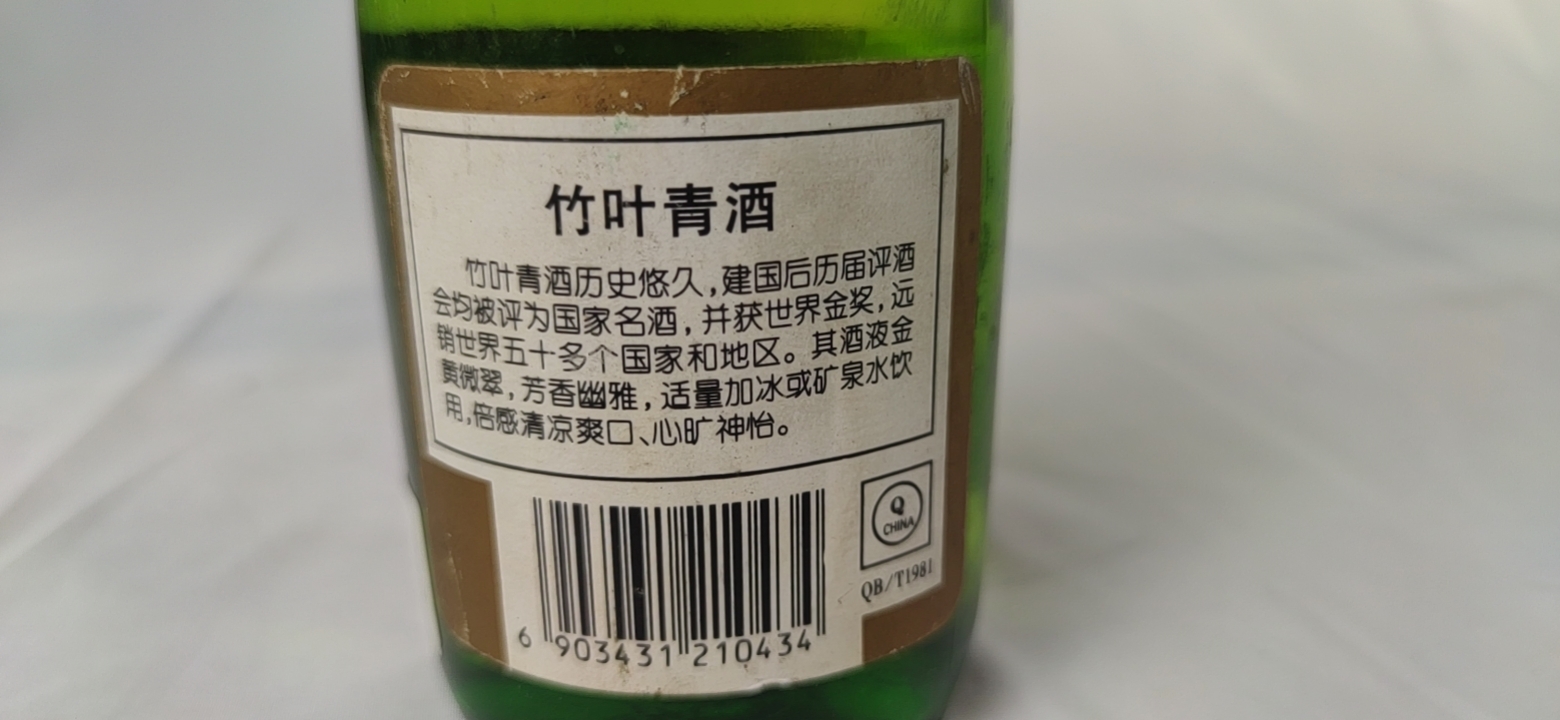 竹叶青酒
竹叶青酒历史悠久,建国后历届评酒
会均被评为国家名酒,并获世界金奖,远
销世界五十多个国家和地区。其酒液金
黄微翠,芳香幽雅,适量加冰或矿泉水饮
用,倍感清凉爽口、心旷神怡。
Q
CHINA
QB/T1981
6 903431 210434